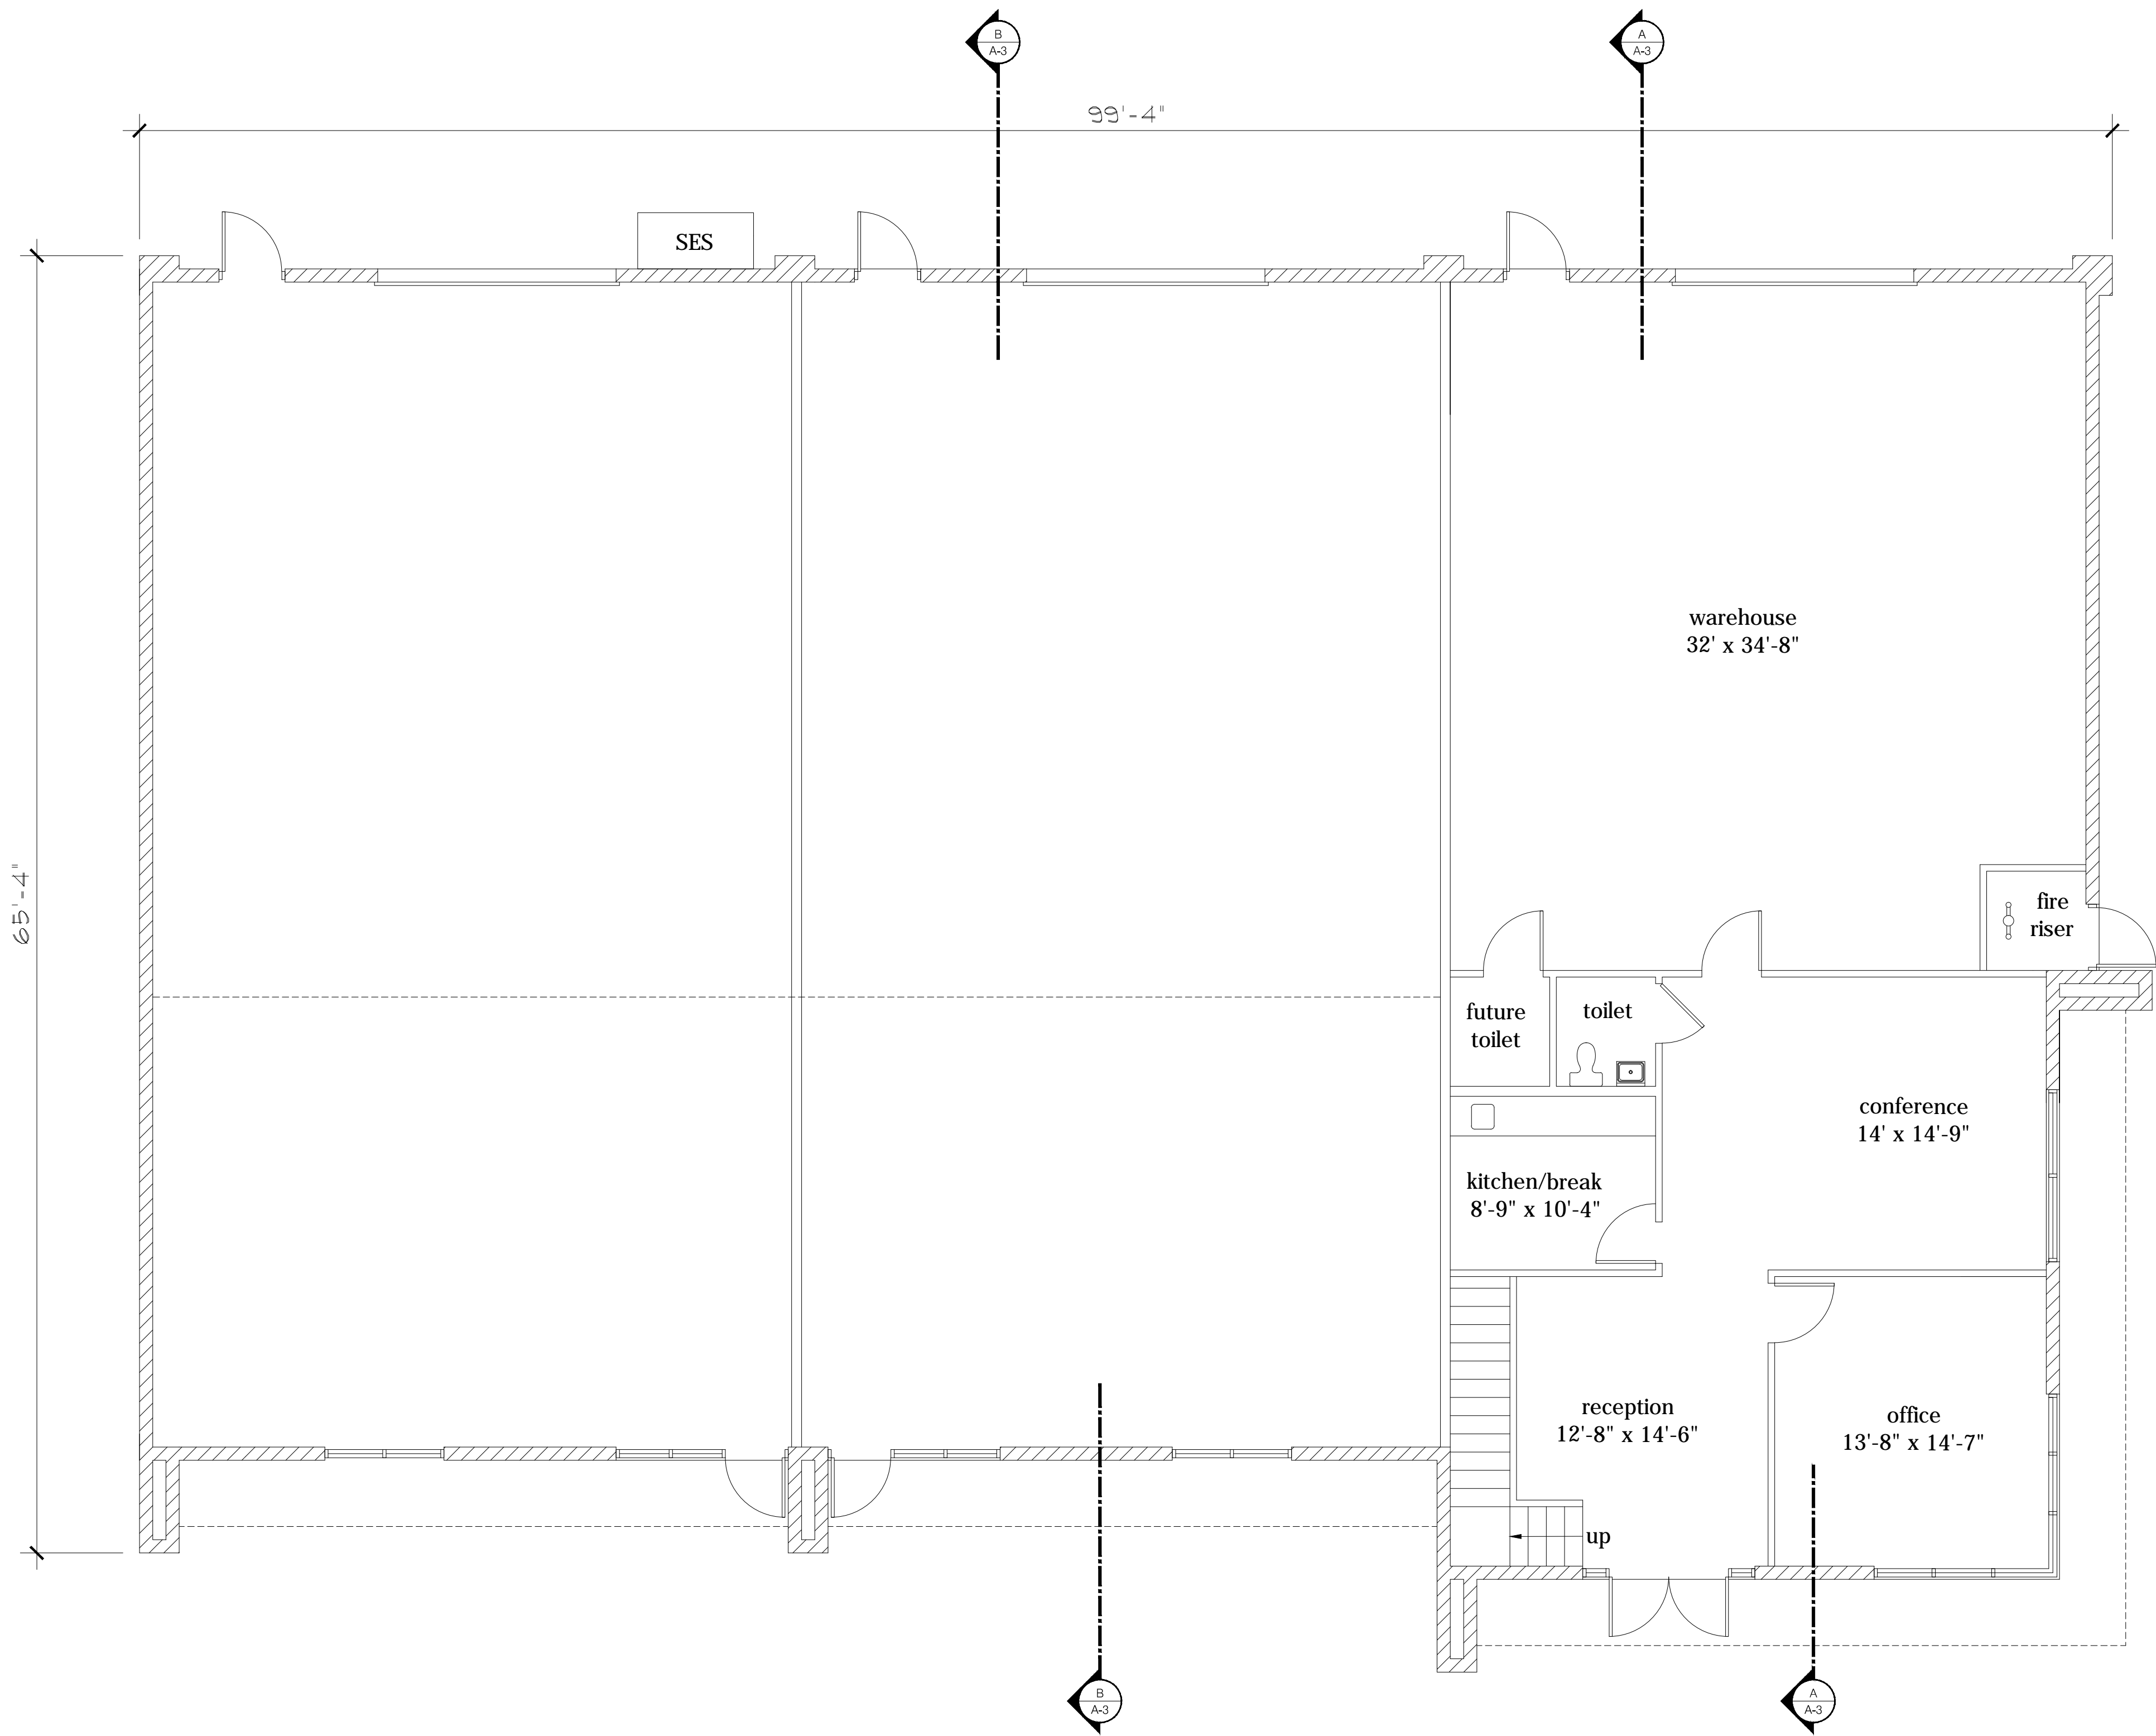 B
A-3
A
A-3
99'-4"
SES
warehouse
32' x 34'-8"
65'-4"
fire
riser
future
toilet
toilet
conference
14' x 14'-9"
kitchen/break
8'-9" x 10'-4"
reception
12'-8" x 14'-6"
office
13'-8" x 14'-7"
up
B
A-3
A
A-3